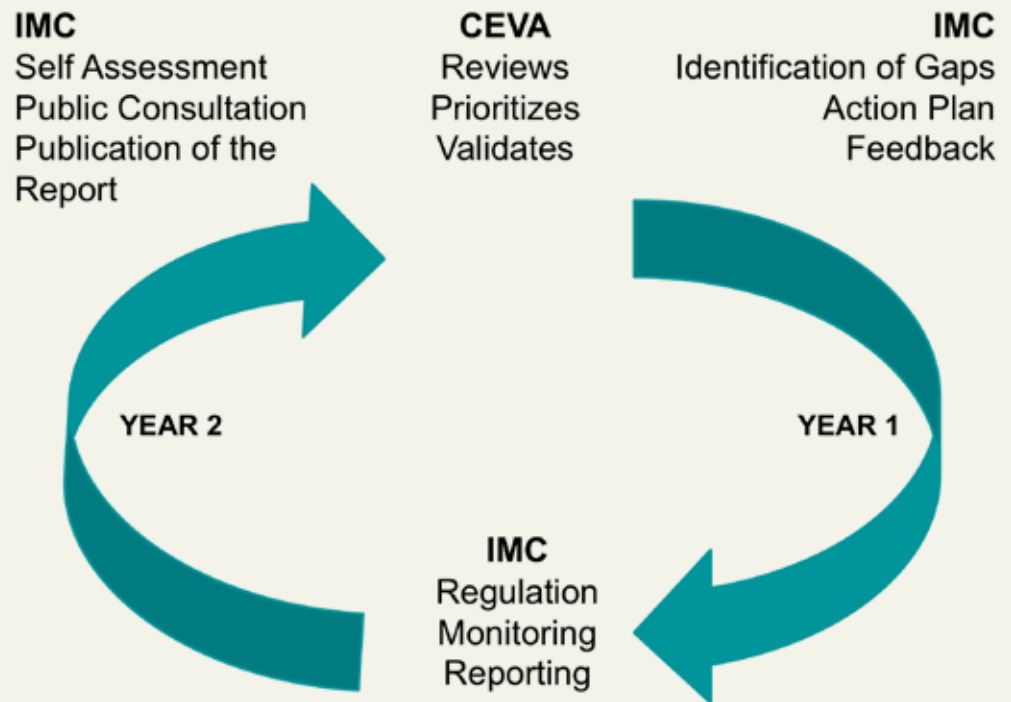 IMC
Self Assessment
Public Consultation
Publication of the
Report
CEVA
Reviews
Prioritizes
Validates
IMC
Identification of Gaps
Action Plan
Feedback
YEAR 2
YEAR 1
IMC
Regulation
Monitoring
Reporting